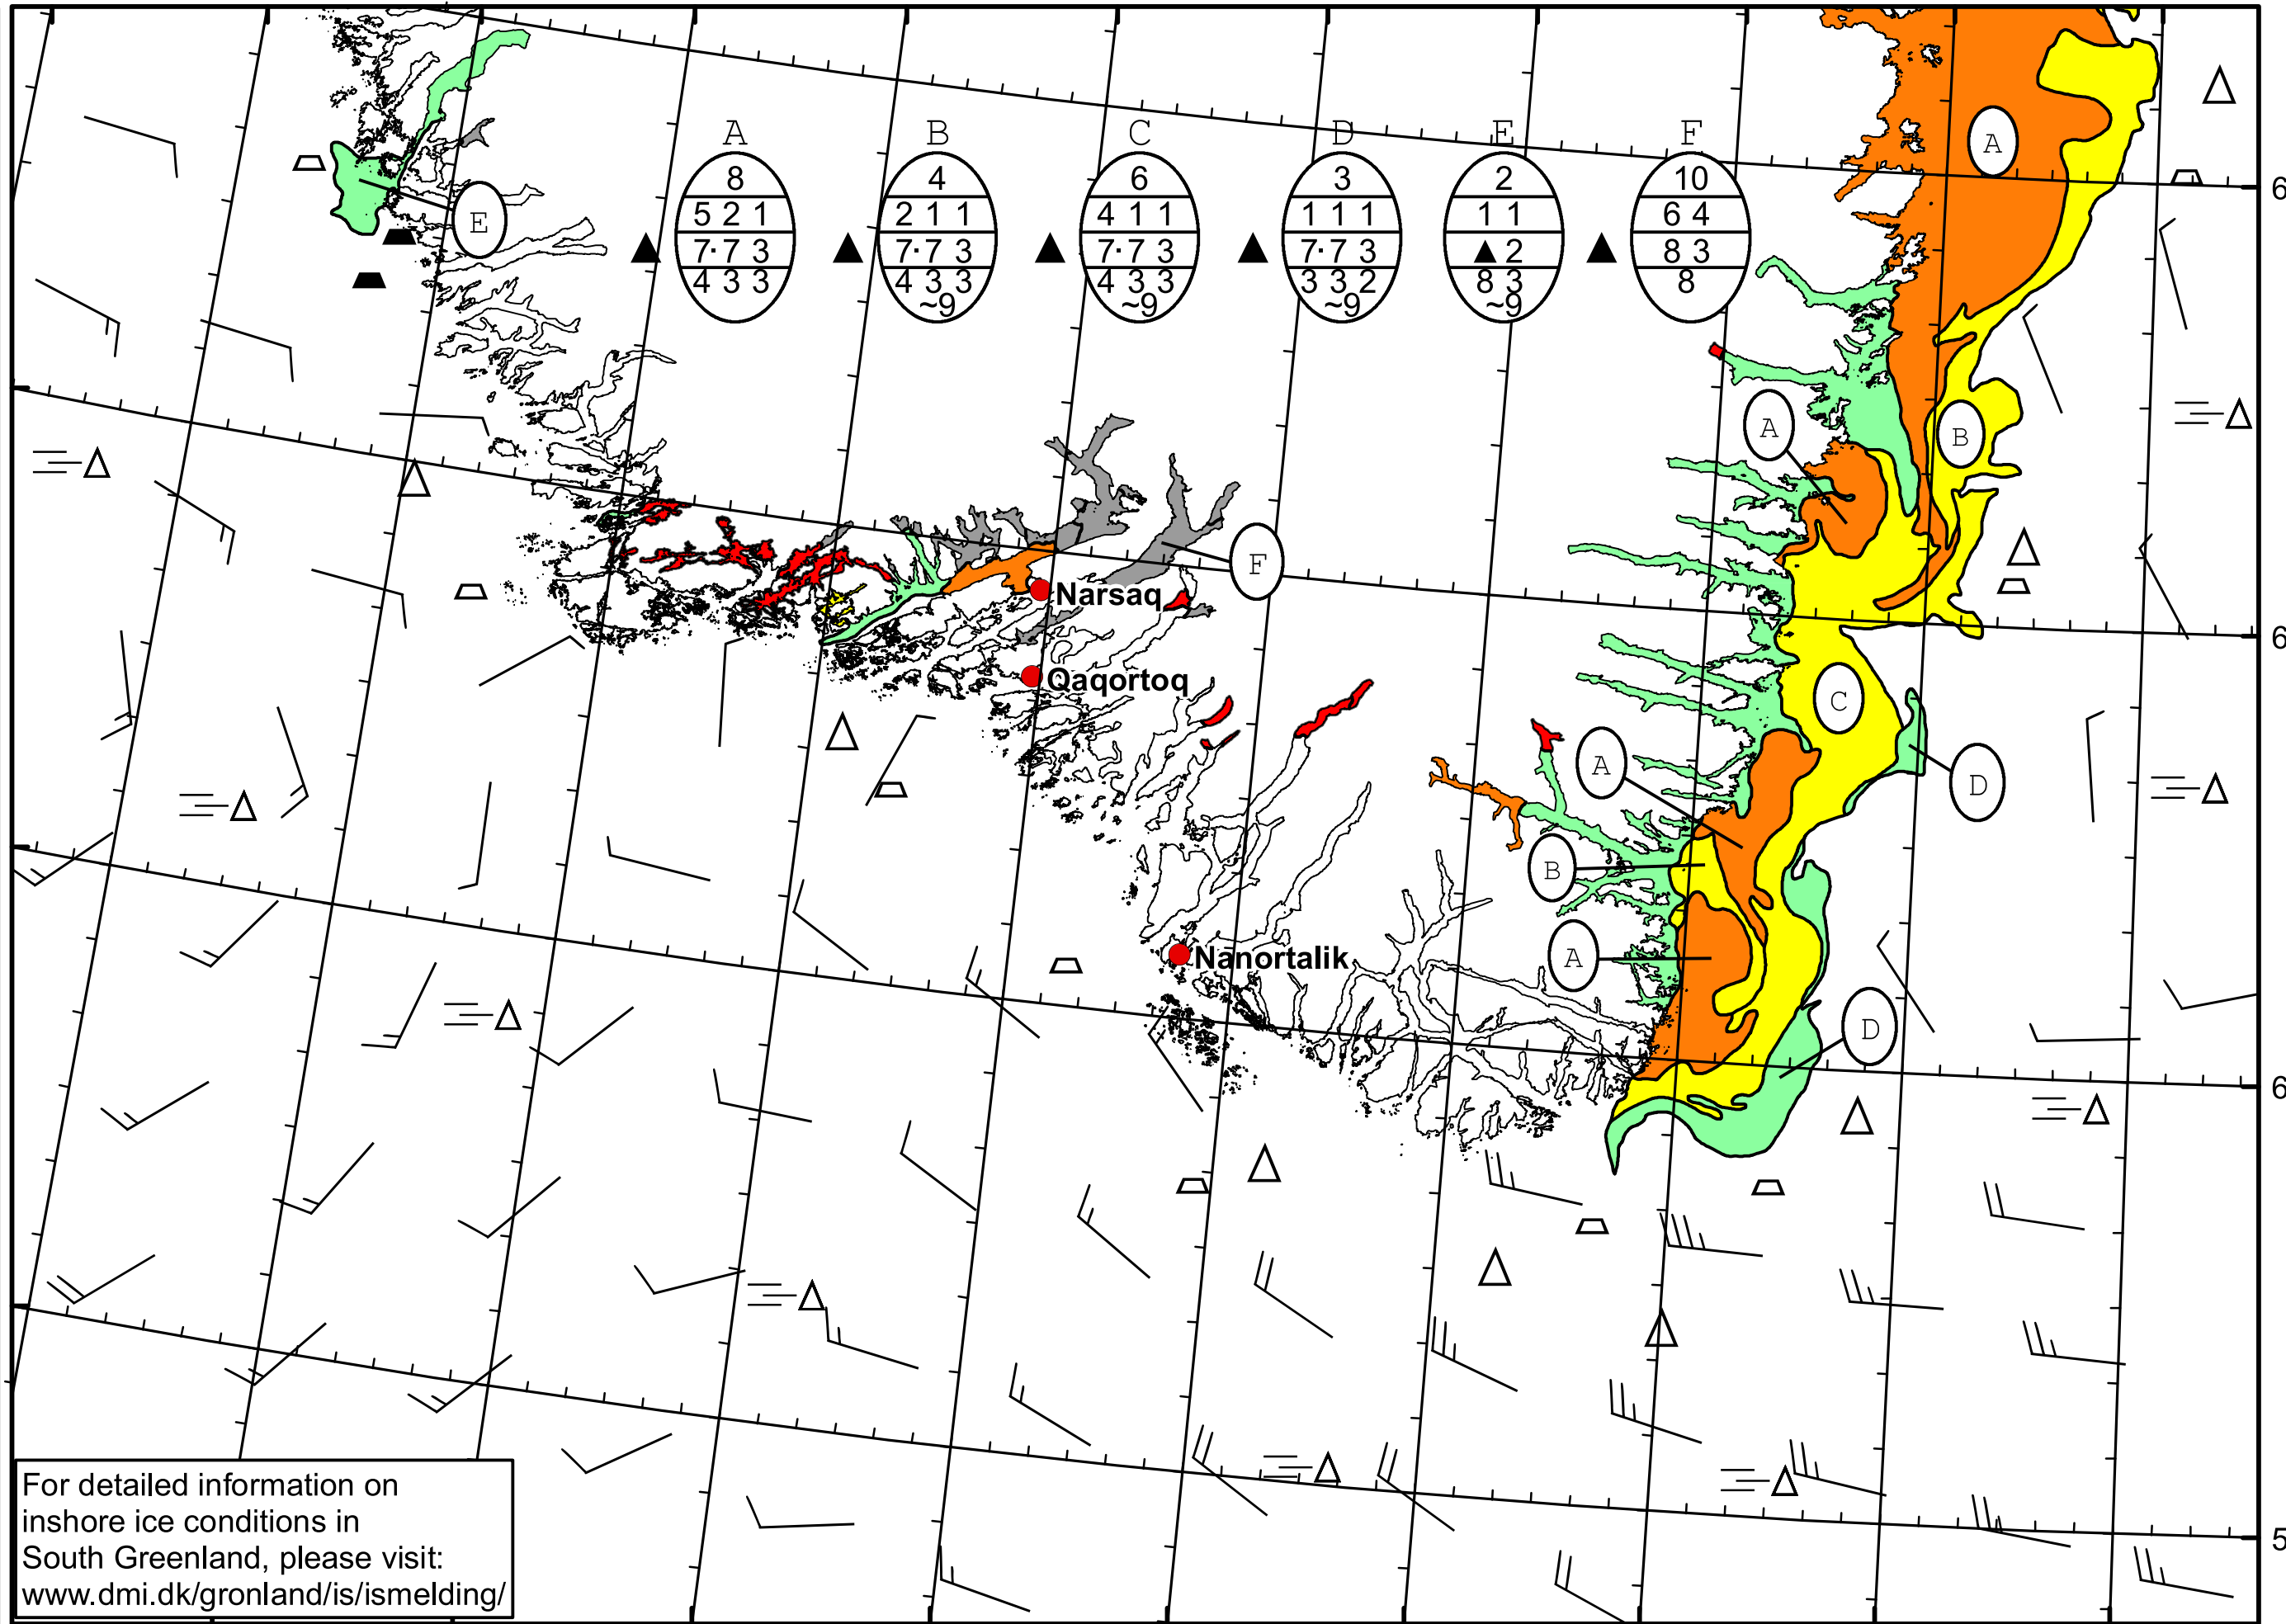 A B C D E F
8 4 6 3 2 10
5 2 1 2 1 1 4 1 1 1 1 1 1 1 6 4
7·7 3 7·7 3 7·7 3 7·7 3 ▲ 2 8 3
4 3 3 4 3 3 4 3 3 3 3 2 8 3 8
~9 ~9 ~9 ~9
A
6
E
A
B
F
Narsaq
6
Qaqortoq
C
A
D
B
Nanortalik
A
D
6
For detailed information on
inshore ice conditions in
South Greenland, please visit:
www.dmi.dk/gronland/is/ismelding/
5